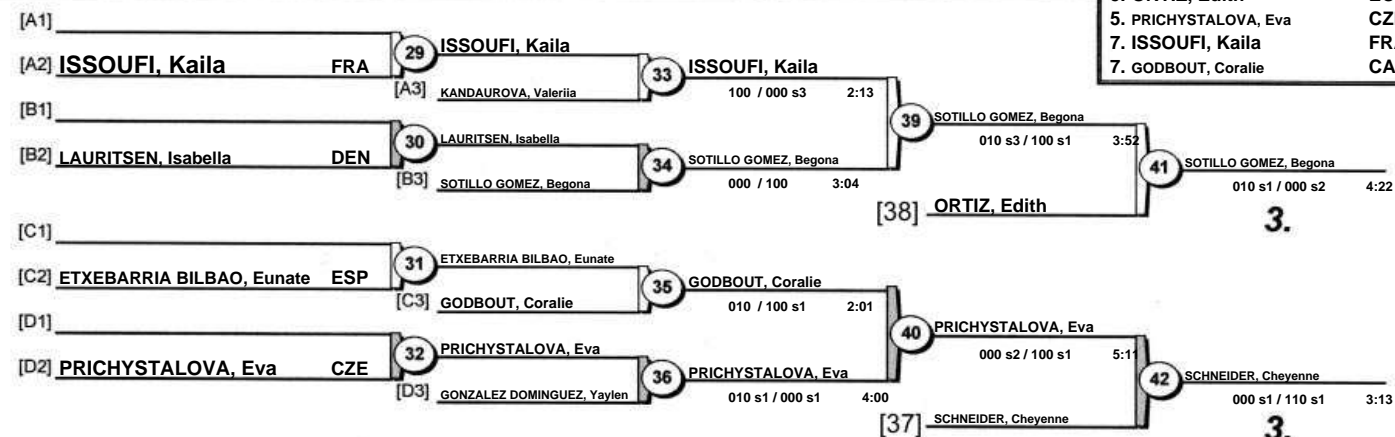 5. PRICHYSTALOVA, Eva
7. ISSOUFI, Kaila
7. GODBOUT, Coralie
[A1]
[A2] ISSOUFI, Kaila FRA
29
ISSOUFI, Kaila
[A3] KANDAUROVA, Valeriia
33
ISSOUFI, Kaila
100 / 000 s3 2:13
[B1]
[B2] LAURITSEN, Isabella DEN
30
LAURITSEN, Isabella
[B3] SOTILLO GOMEZ, Begona
34
SOTILLO GOMEZ, Begona
000 / 100 3:04
39
SOTILLO GOMEZ, Begona
010 s3 / 100 s1 3:52
[38] ORTIZ, Edith
41
SOTILLO GOMEZ, Begona
010 s1 / 000 s2 4:22
3.
[C1]
[C2] ETXEBARRIA BILBAO, Eunate ESP
31
ETXEBARRIA BILBAO, Eunate
[C3] GODBOUT, Coralie
35
GODBOUT, Coralie
010 / 100 s1 2:01
[D1]
[D2] PRICHYSTALOVA, Eva CZE
32
PRICHYSTALOVA, Eva
[D3] GONZALEZ DOMINGUEZ, Yaylen
36
PRICHYSTALOVA, Eva
010 s1 / 000 s1 4:00
40
PRICHYSTALOVA, Eva
000 s2 / 100 s1 5:11
[37] SCHNEIDER, Cheyenne
42
SCHNEIDER, Cheyenne
000 s1 / 110 s1 3:13
3.